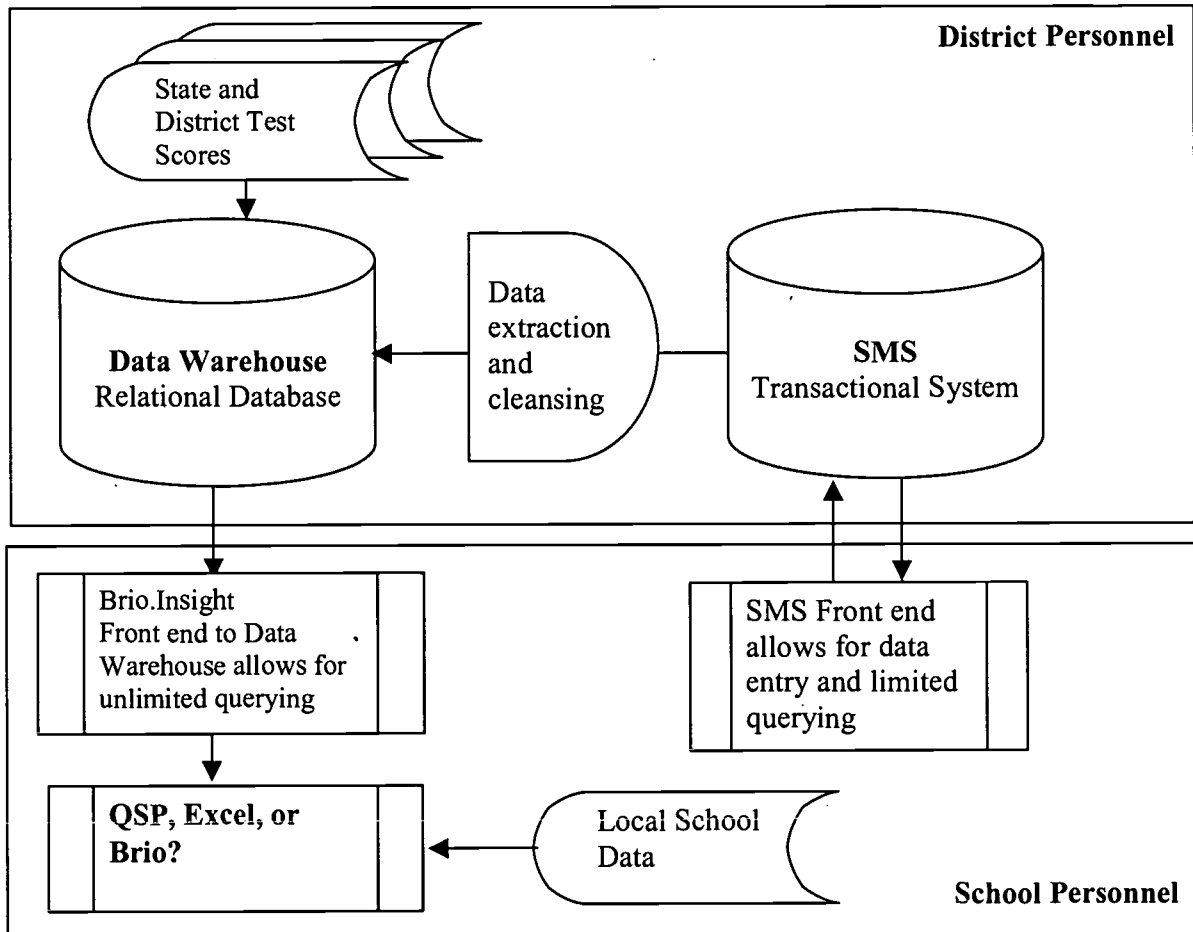 District Personnel
State and
District Test
Scores
Data Warehouse
Relational Database
Data
extraction
and
cleansing
SMS
Transactional System
Brio.Insight
Front end to Data
Warehouse allows for
unlimited querying
SMS Front end
allows for data
entry and limited
querying
QSP, Excel, or
Brio?
Local School
Data
School Personnel